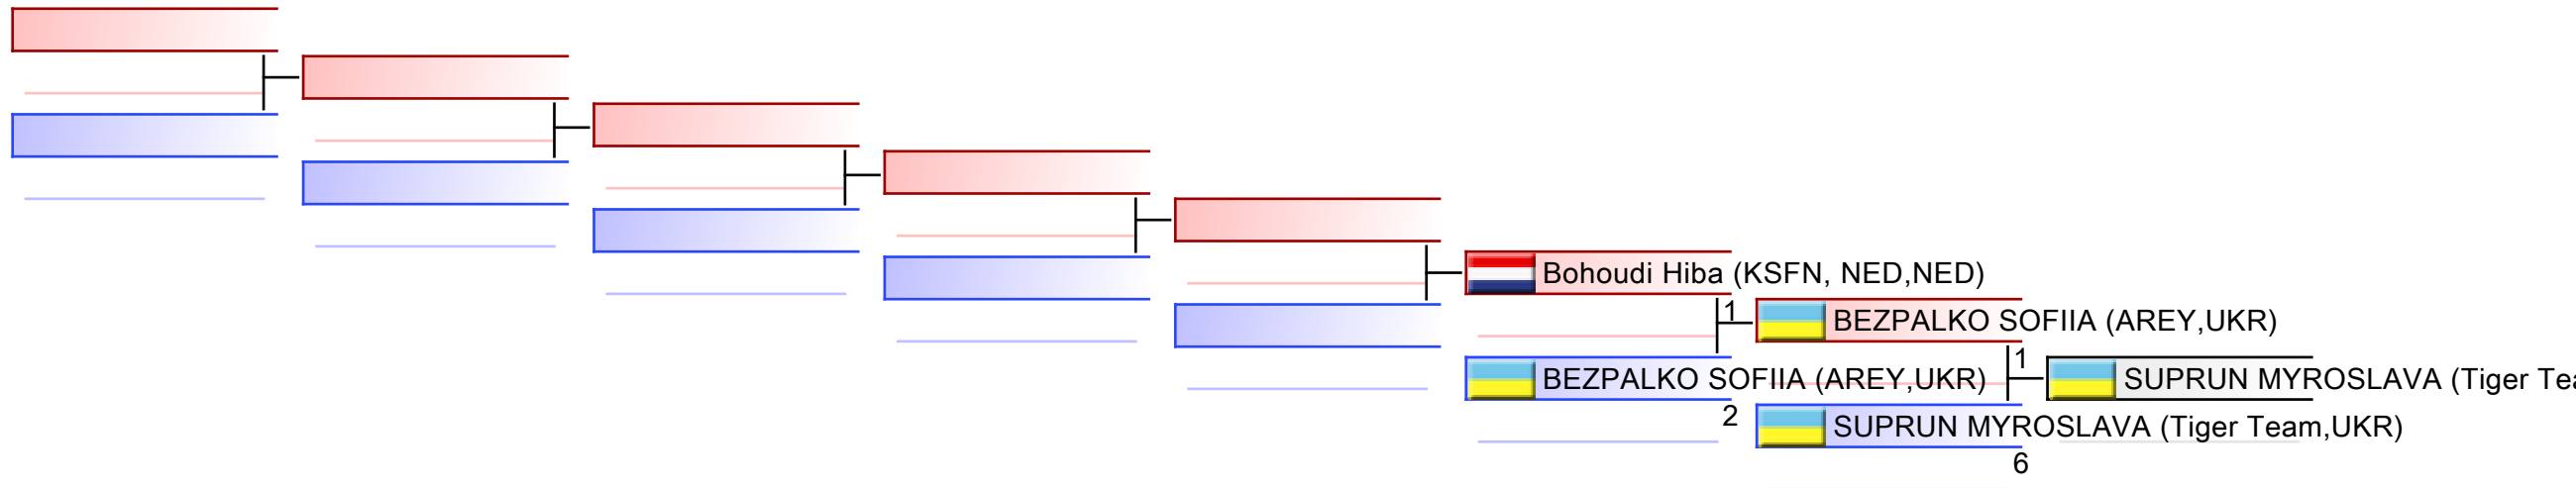 Bohoudi Hiba (KSFN, NED,NED)
1
BEZPALKO SOFIIA (AREY,UKR)
BEZPALKO SOFIIA (AREY,UKR)
1
SUPRUN MYROSLAVA (Tiger
2
SUPRUN MYROSLAVA (Tiger Team,UKR)
6